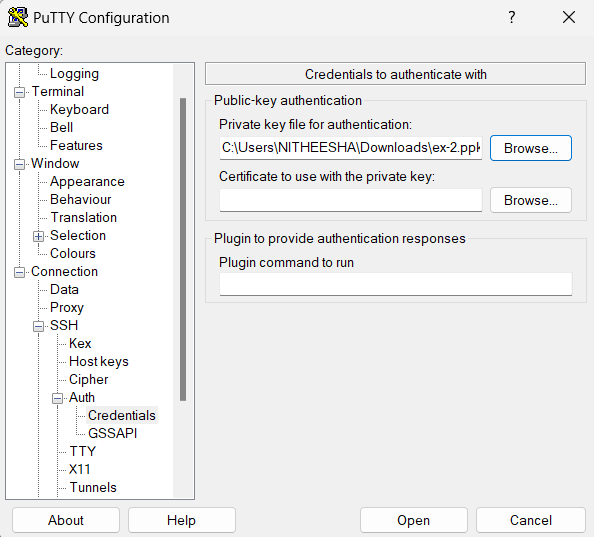 PuTTY Configuration
?
Category:
Logging
Terminal
Keyboard
Bell
Features
Window
Appearance
Behaviour
Translation
Selection
Colours
Connection
Data
Proxy
SSH
Kex
Host keys
Cipher
Auth
Credentials
GSSAPI
TTY
X11
Tunnels
Credentials to authenticate with
Public-key authentication
Private key file for authentication:
C:\Users\NITHEESHA\Downloads\ex-2.ppk
Browse...
Certificate to use with the private key:
Browse...
Plugin to provide authentication responses
Plugin command to run
About
Help
Open
Cancel